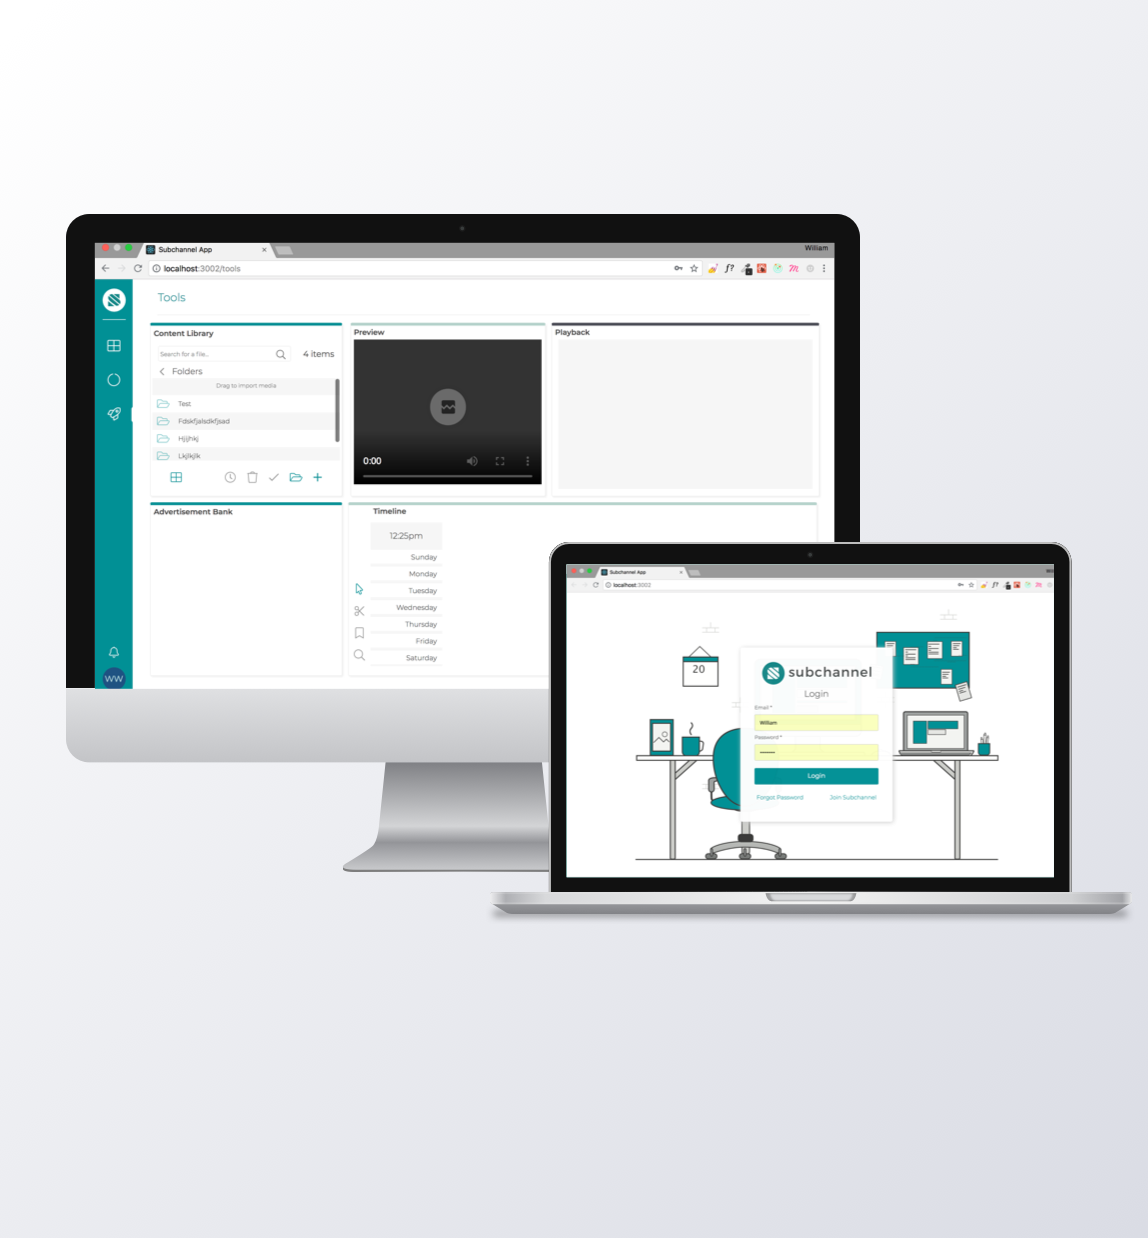 Subchannel App
William
localhost:3002/tools
f?
Tools
Content Library
Search for a file...
4 items
Folders
Drag to import media
Test
Fdskfjalsdkfjsad
Hjijhkj
Lkjlkjlk
Preview
0:00
Playback
Advertisement Bank
Timeline
12:25pm
Sunday
Monday
Tuesday
Wednesday
Thursday
Friday
Saturday
WW
Subchannel App
localhost:3002
f?
20
subchannel
Login
Email *
William
Password *
Login
Forgot Password
Join Subchannel